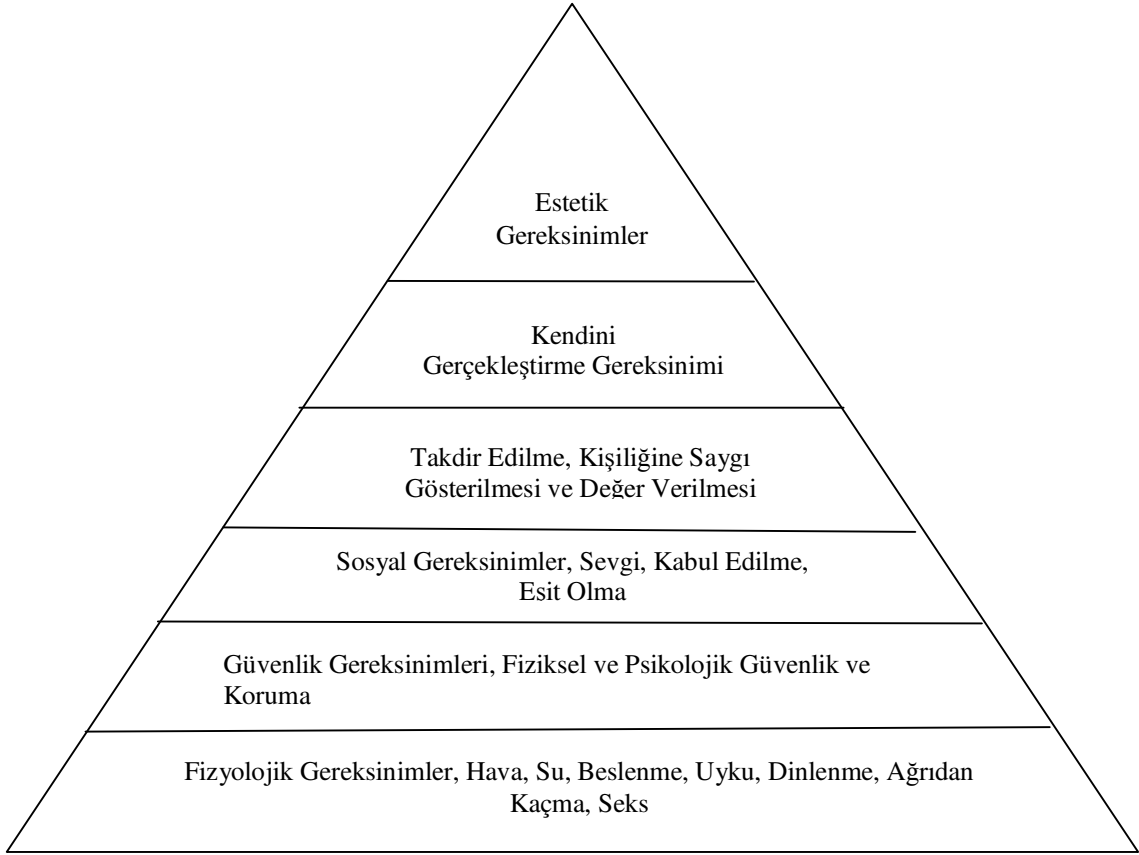 Estetik
Gereksinimler
Kendini
Gerçekleştirme Gereksinimi
Takdir Edilme, Kişiliğine Saygı
Gösterilmesi ve Değer Verilmesi
Sosyal Gereksinimler, Sevgi, Kabul Edilme,
Esit Olma
Güvenlik Gereksinimleri, Fiziksel ve Psikolojik Güvenlik ve
Koruma
Fizyolojik Gereksinimler, Hava, Su, Beslenme, Uyku, Dinlenme, Ağrıdan
Kaçma, Seks